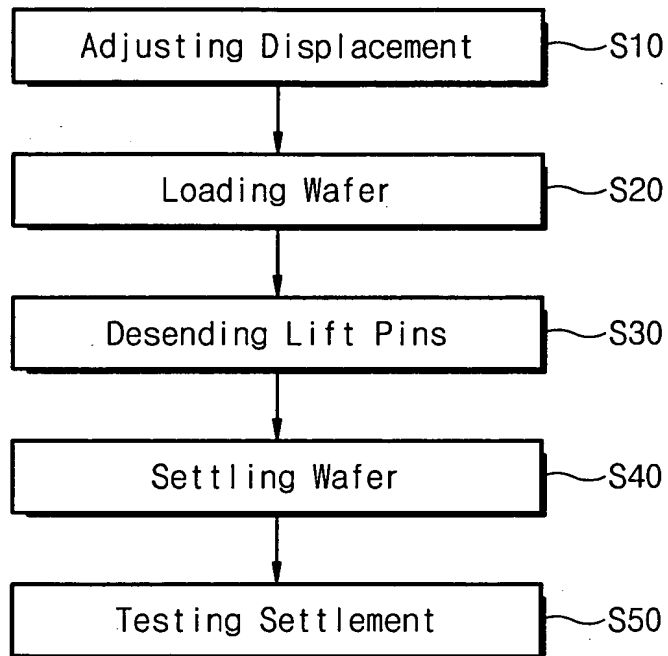 Adjusting Displacement S10
Loading Wafer S20
Desending Lift Pins S30
Settling Wafer S40
Testing Settlement S50